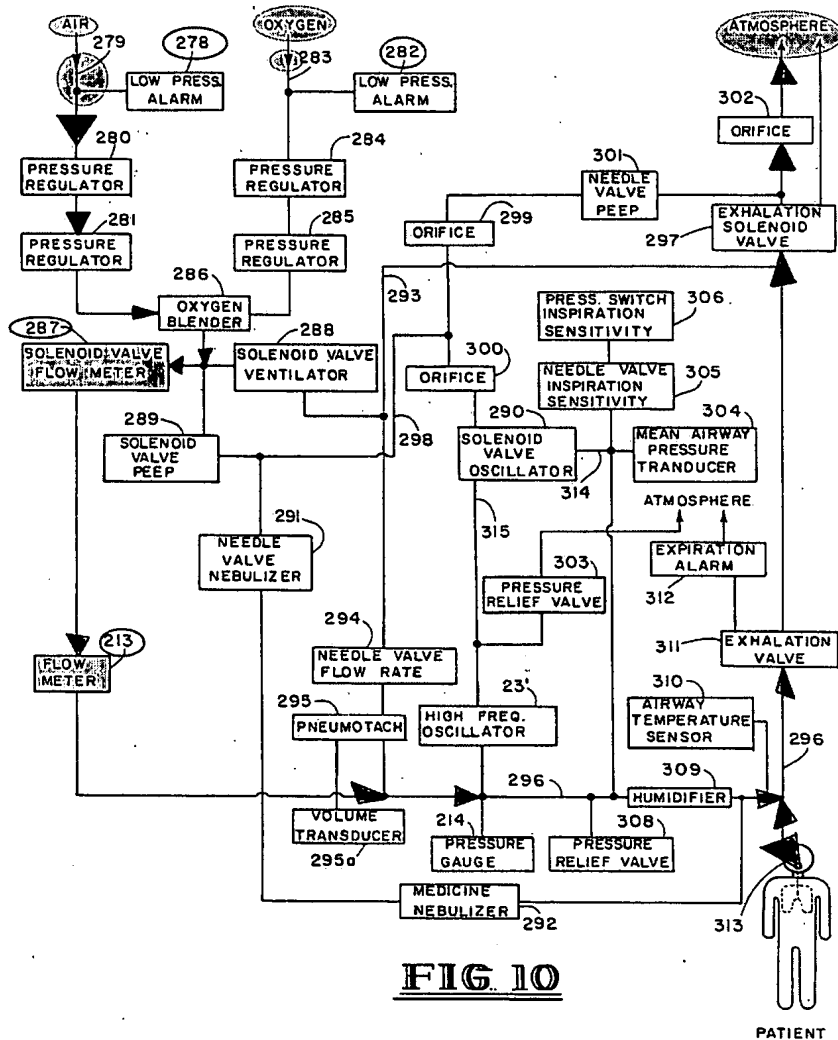 AIR
OXYGEN
ATMOSPHERE
279
278
283
282
LOW PRESS.
ALARM
LOW PRESS.
ALARM
302
ORIFICE
280
PRESSURE
REGULATOR
284
PRESSURE
REGULATOR
301
NEEDLE
VALVE
PEEP
281
PRESSURE
REGULATOR
285
PRESSURE
REGULATOR
299
ORIFICE
297
EXHALATION
SOLENOID
VALVE
286
OXYGEN
BLENDER
293
PRESS. SWITCH
INSPIRATION
SENSITIVITY
306
287
SOLENOID VALVE
FLOW METER
288
SOLENOID VALVE
VENTILATOR
300
ORIFICE
NEEDLE VALVE
INSPIRATION
SENSITIVITY
305
289
SOLENOID
VALVE
PEEP
298
290
SOLENOID
VALVE
OSCILLATOR
304
MEAN AIRWAY
PRESSURE
TRANDUCER
314
315
ATMOSPHERE
291
NEEDLE
VALVE
NEBULIZER
303
PRESSURE
RELIEF VALVE
EXPIRATION
ALARM
312
294
NEEDLE VALVE
FLOW RATE
311
EXHALATION
VALVE
213
FLOW
METER
295
PNEUMOTACH
23'
HIGH FREQ.
OSCILLATOR
310
AIRWAY
TEMPERATURE
SENSOR
296
296
309
HUMIDIFIER
VOLUME
TRANSDUCER
295a
214
PRESSURE
GAUGE
308
PRESSURE
RELIEF VALVE
MEDICINE
NEBULIZER
292
313
FIG. 10
PATIENT